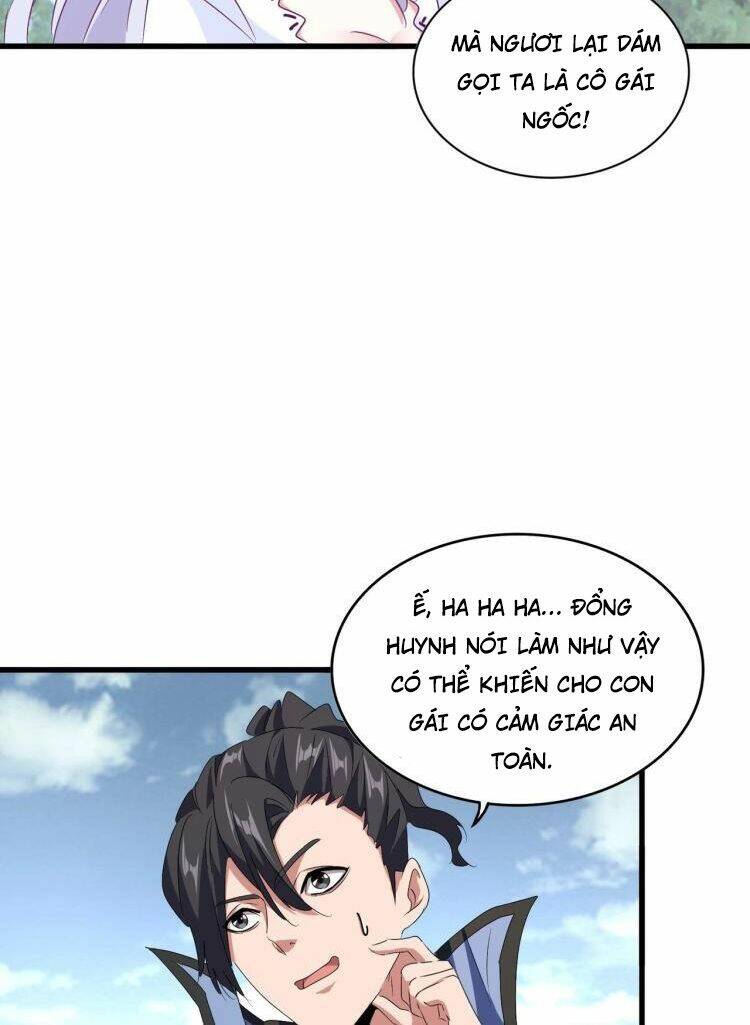 MÀ NGƯƠI LẠI DÁM
GỌI TA LÀ CÔ GÁI
NGỐC!
Ế, HA HA HA... ĐỔNG
HUYNH NÓI LÀM NHƯ VẬY
CÓ THỂ KHIẾN CHO CON
GÁI CÓ CẢM GIÁC AN
TOÀN.